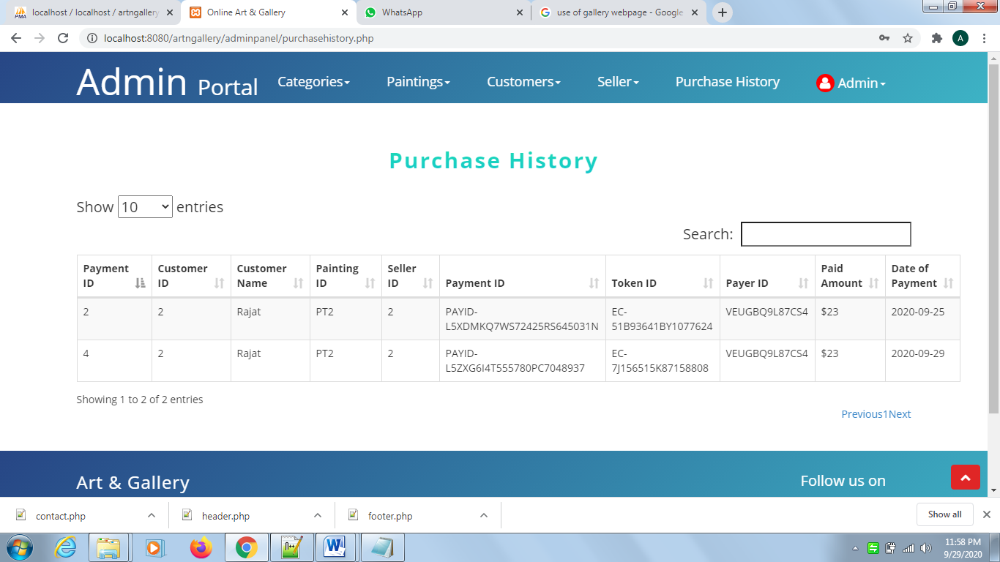 localhost / localhost / artngallery
Online Art & Gallery
WhatsApp
use of gallery webpage - Google
localhost:8080/artngallery/adminpanel/purchasehistory.php
A
Admin Portal
Categories
Paintings
Customers
Seller
Purchase History
Admin
Purchase History
Show 10 entries
Search:
Payment ID
Customer ID
Customer Name
Painting ID
Seller ID
Payment ID
Token ID
Payer ID
Paid Amount
Date of Payment
2 2 Rajat PT2 2 PAYID- EC- VEUGBQ9L87CS4 $23 2020-09-25
L5XDMKQ7WS72425RS645031N 51B93641BY1077624
4 2 Rajat PT2 2 PAYID- EC- VEUGBQ9L87CS4 $23 2020-09-29
L5ZXG6I4T555780PC7048937 7J156515K87158808
Showing 1 to 2 of 2 entries
Previous1Next
Art & Gallery
Follow us on
contact.php
header.php
footer.php
Show all
11:58 PM
9/29/2020